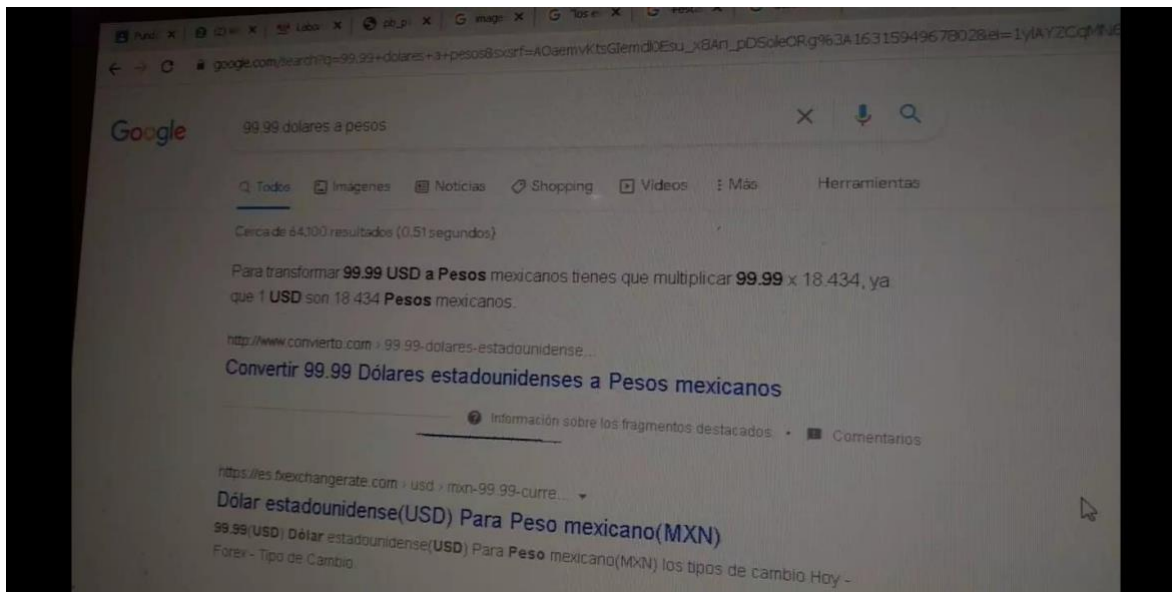 google.com/search?q=99.99+dolares+a+pesos&sxsrf=
Google
99.99 dolares a pesos
Todos Imágenes Noticias Shopping Vídeos Más Herramientas
Cerca de 64,100 resultados (0.51 segundos)
Para transformar 99.99 USD a Pesos mexicanos tienes que multiplicar 99.99 x 18.434, ya
que 1 USD son 18.434 Pesos mexicanos.
http://www.convierto.com › 99.99-dolares-estadounidense...
Convertir 99.99 Dólares estadounidenses a Pesos mexicanos
Información sobre los fragmentos destacados • Comentarios
https://es.fxexchangerate.com › usd › mxn-99.99-curre...
Dólar estadounidense(USD) Para Peso mexicano(MXN)
99.99(USD) Dólar estadounidense(USD) Para Peso mexicano(MXN) los tipos de cambio Hoy -
Forex - Tipo de Cambio